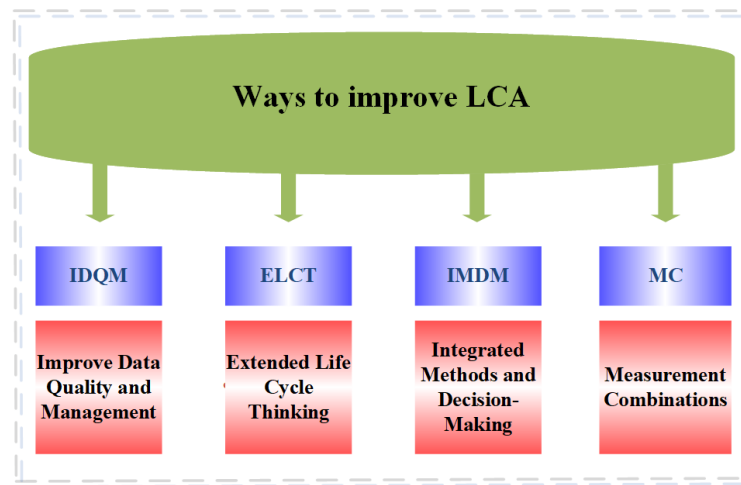 Ways to improve LCA
IDQM
ELCT
IMDM
MC
Improve Data
Quality and
Management
Extended Life
Cycle
Thinking
Integrated
Methods and
Decision-
Making
Measurement
Combinations